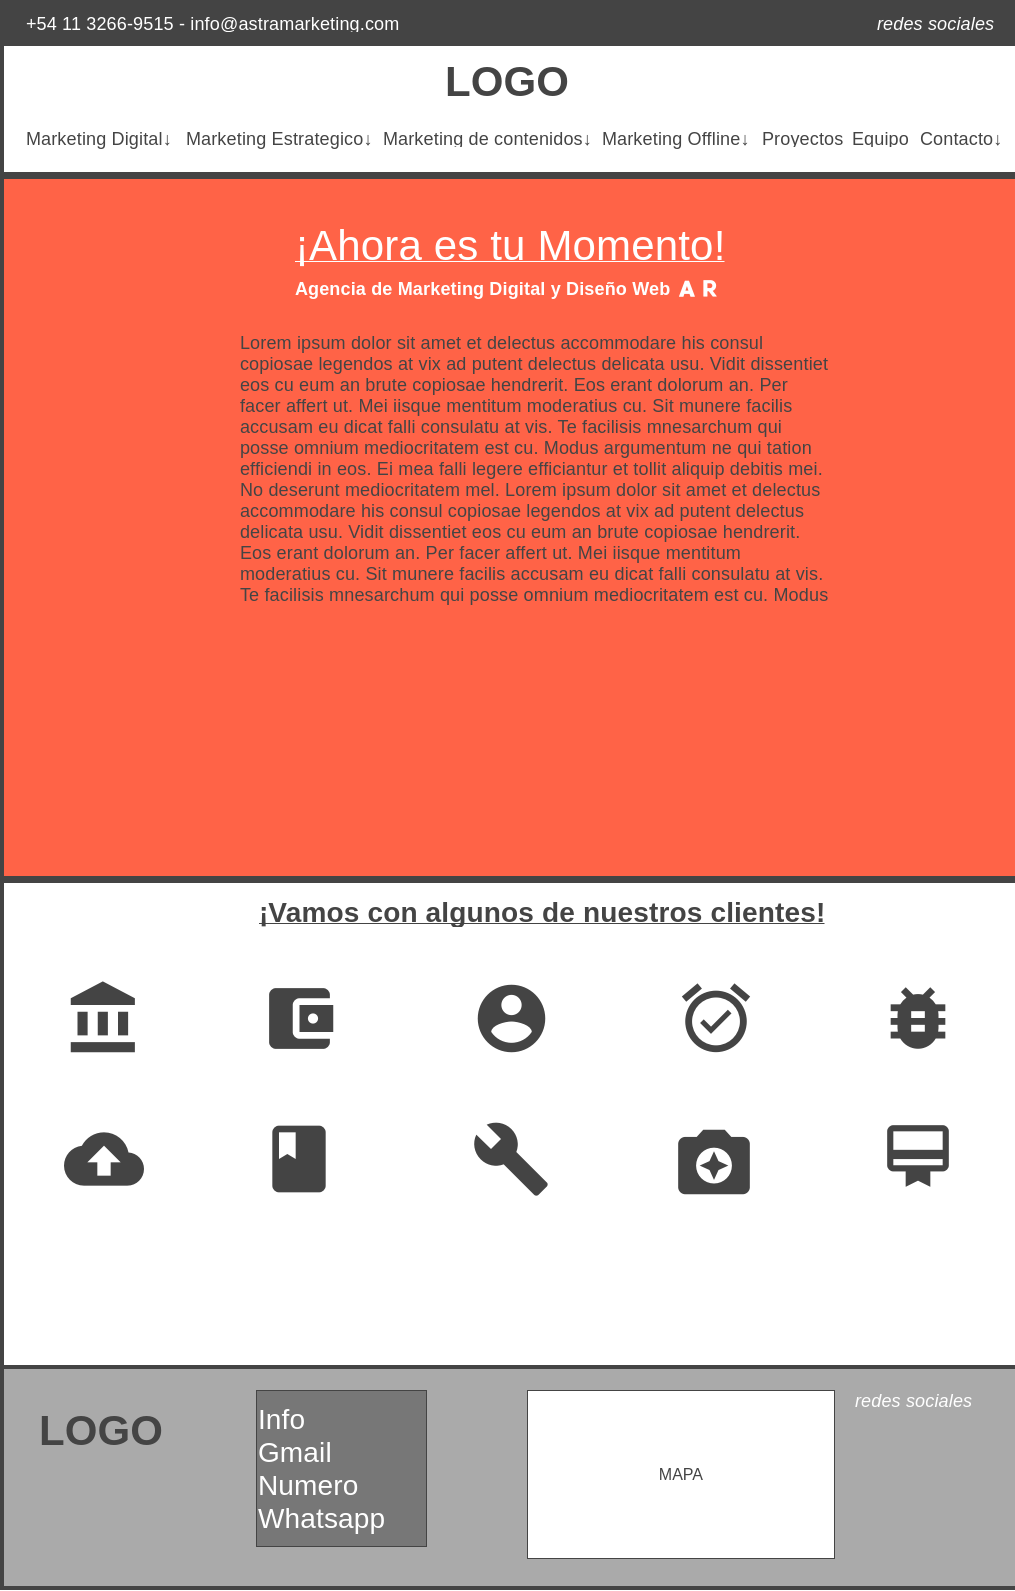 +54 11 3266-9515 - info@astramarketing.com
redes sociales
LOGO
Marketing Digital↓ Marketing Estrategico↓ Marketing de contenidos↓ Marketing Offline↓ Proyectos Equipo Contacto↓
¡Ahora es tu Momento!
Agencia de Marketing Digital y Diseño Web AR
Lorem ipsum dolor sit amet et delectus accommodare his consul
copiosae legendos at vix ad putent delectus delicata usu. Vidit dissentiet
eos cu eum an brute copiosae hendrerit. Eos erant dolorum an. Per
facer affert ut. Mei iisque mentitum moderatius cu. Sit munere facilis
accusam eu dicat falli consulatu at vis. Te facilisis mnesarchum qui
posse omnium mediocritatem est cu. Modus argumentum ne qui tation
efficiendi in eos. Ei mea falli legere efficiantur et tollit aliquip debitis mei.
No deserunt mediocritatem mel. Lorem ipsum dolor sit amet et delectus
accommodare his consul copiosae legendos at vix ad putent delectus
delicata usu. Vidit dissentiet eos cu eum an brute copiosae hendrerit.
Eos erant dolorum an. Per facer affert ut. Mei iisque mentitum
moderatius cu. Sit munere facilis accusam eu dicat falli consulatu at vis.
Te facilisis mnesarchum qui posse omnium mediocritatem est cu. Modus
¡Vamos con algunos de nuestros clientes!
LOGO
Info
Gmail
Numero
Whatsapp
MAPA
redes sociales